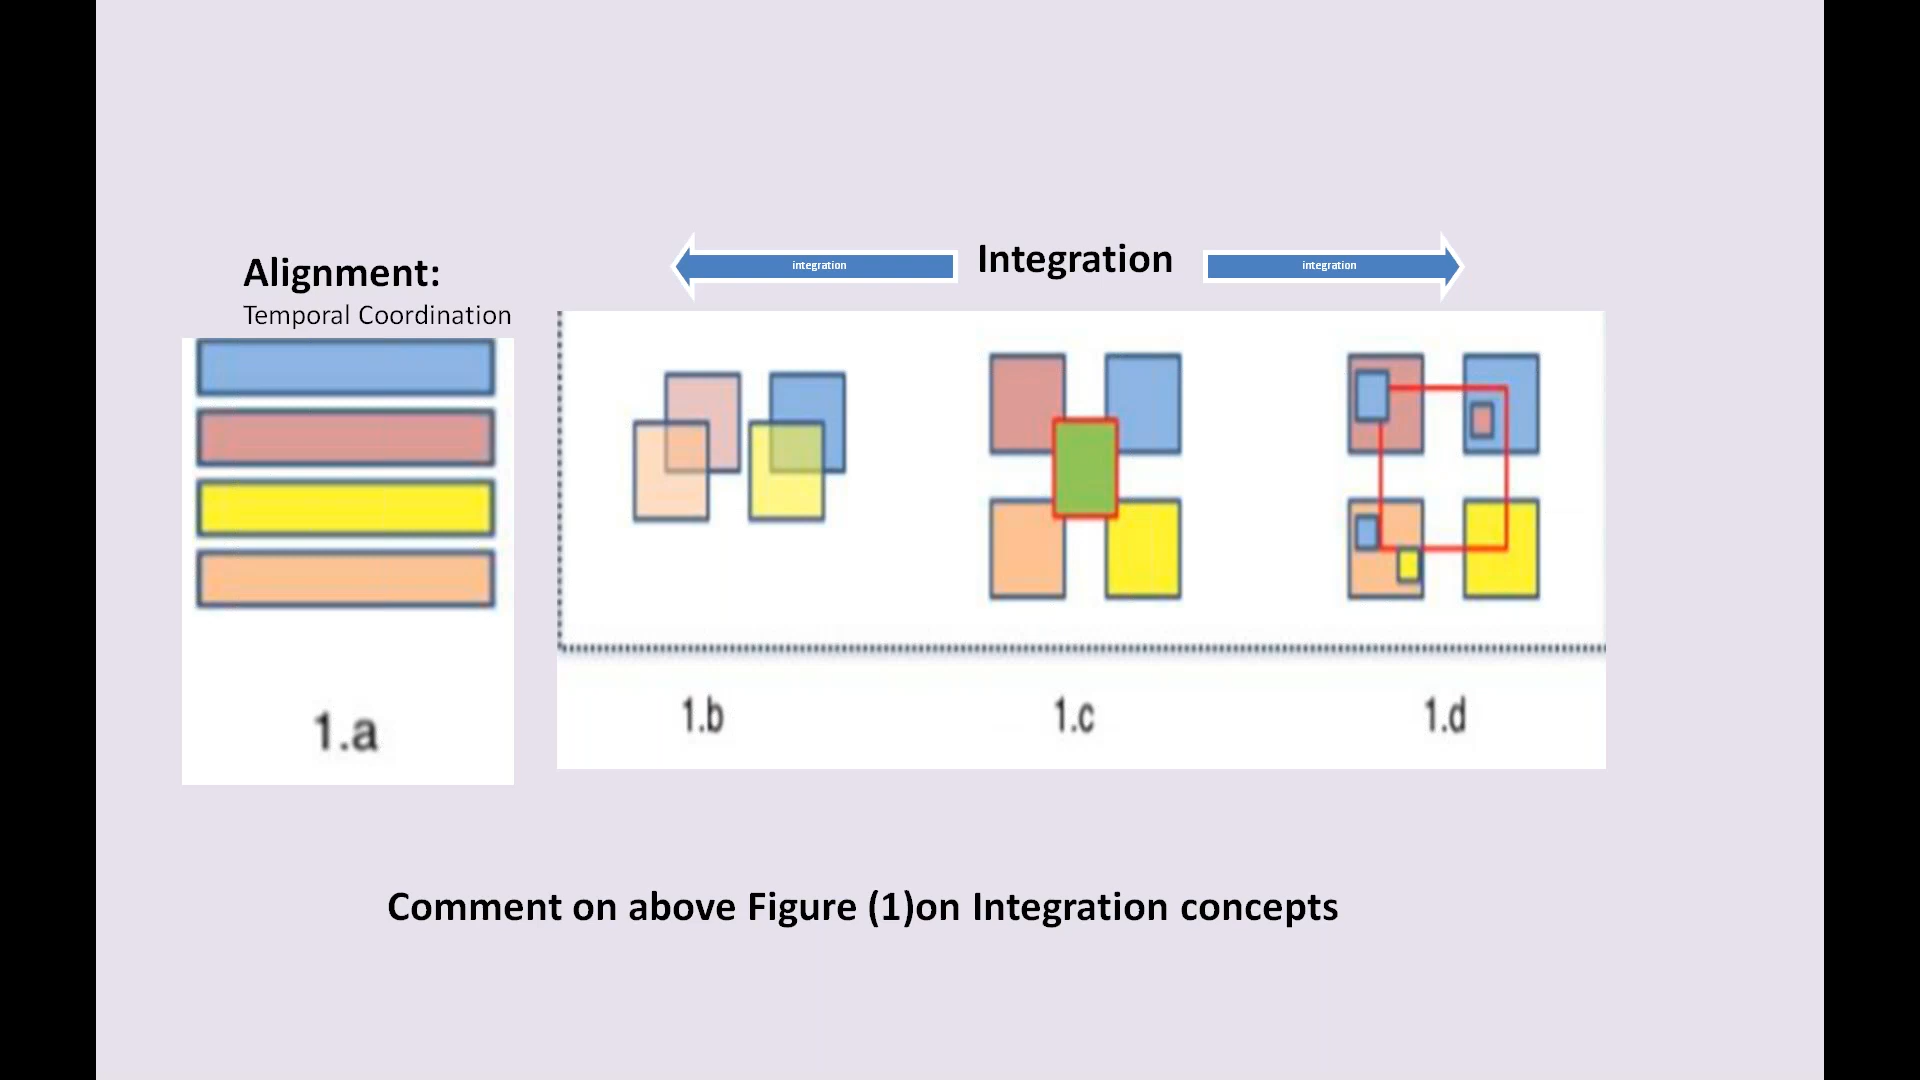 Alignment:
Temporal Coordination
integration
Integration
integration
1.a
1.b
1.c
1.d
Comment on above Figure (1)on Integration concepts